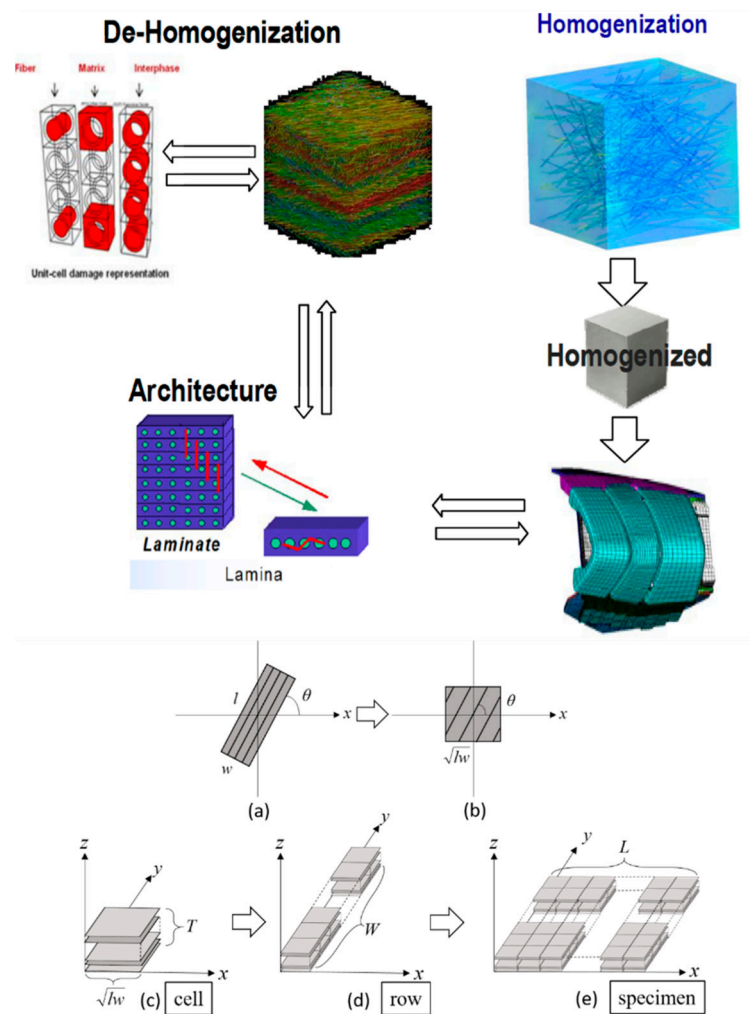 De-Homogenization
Homogenization
Fiber Matrix Interphase
Unit-cell damage representation
Homogenized
Architecture
Laminate
Lamina
l
θ
x
w
(a)
θ
x
√lw
(b)
z
y
T
x
√lw
(c) cell
z
y
W
x
(d) row
z
y
L
x
(e) specimen